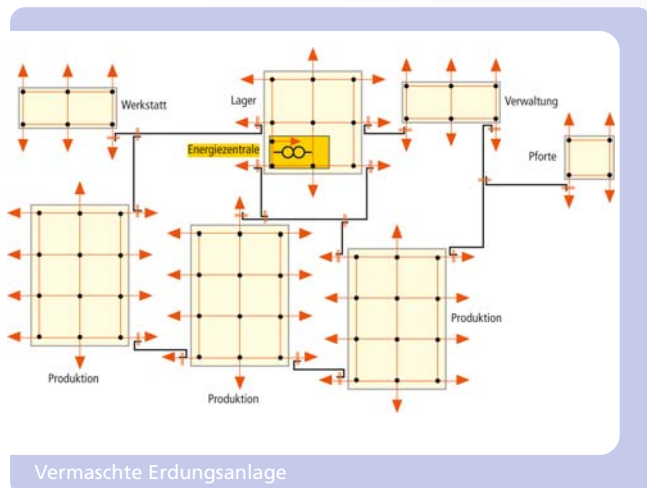 Werkstatt
Lager
Verwaltung
Energiezentrale
Pforte
Produktion
Produktion
Produktion
Vermaschte Erdungsanlage